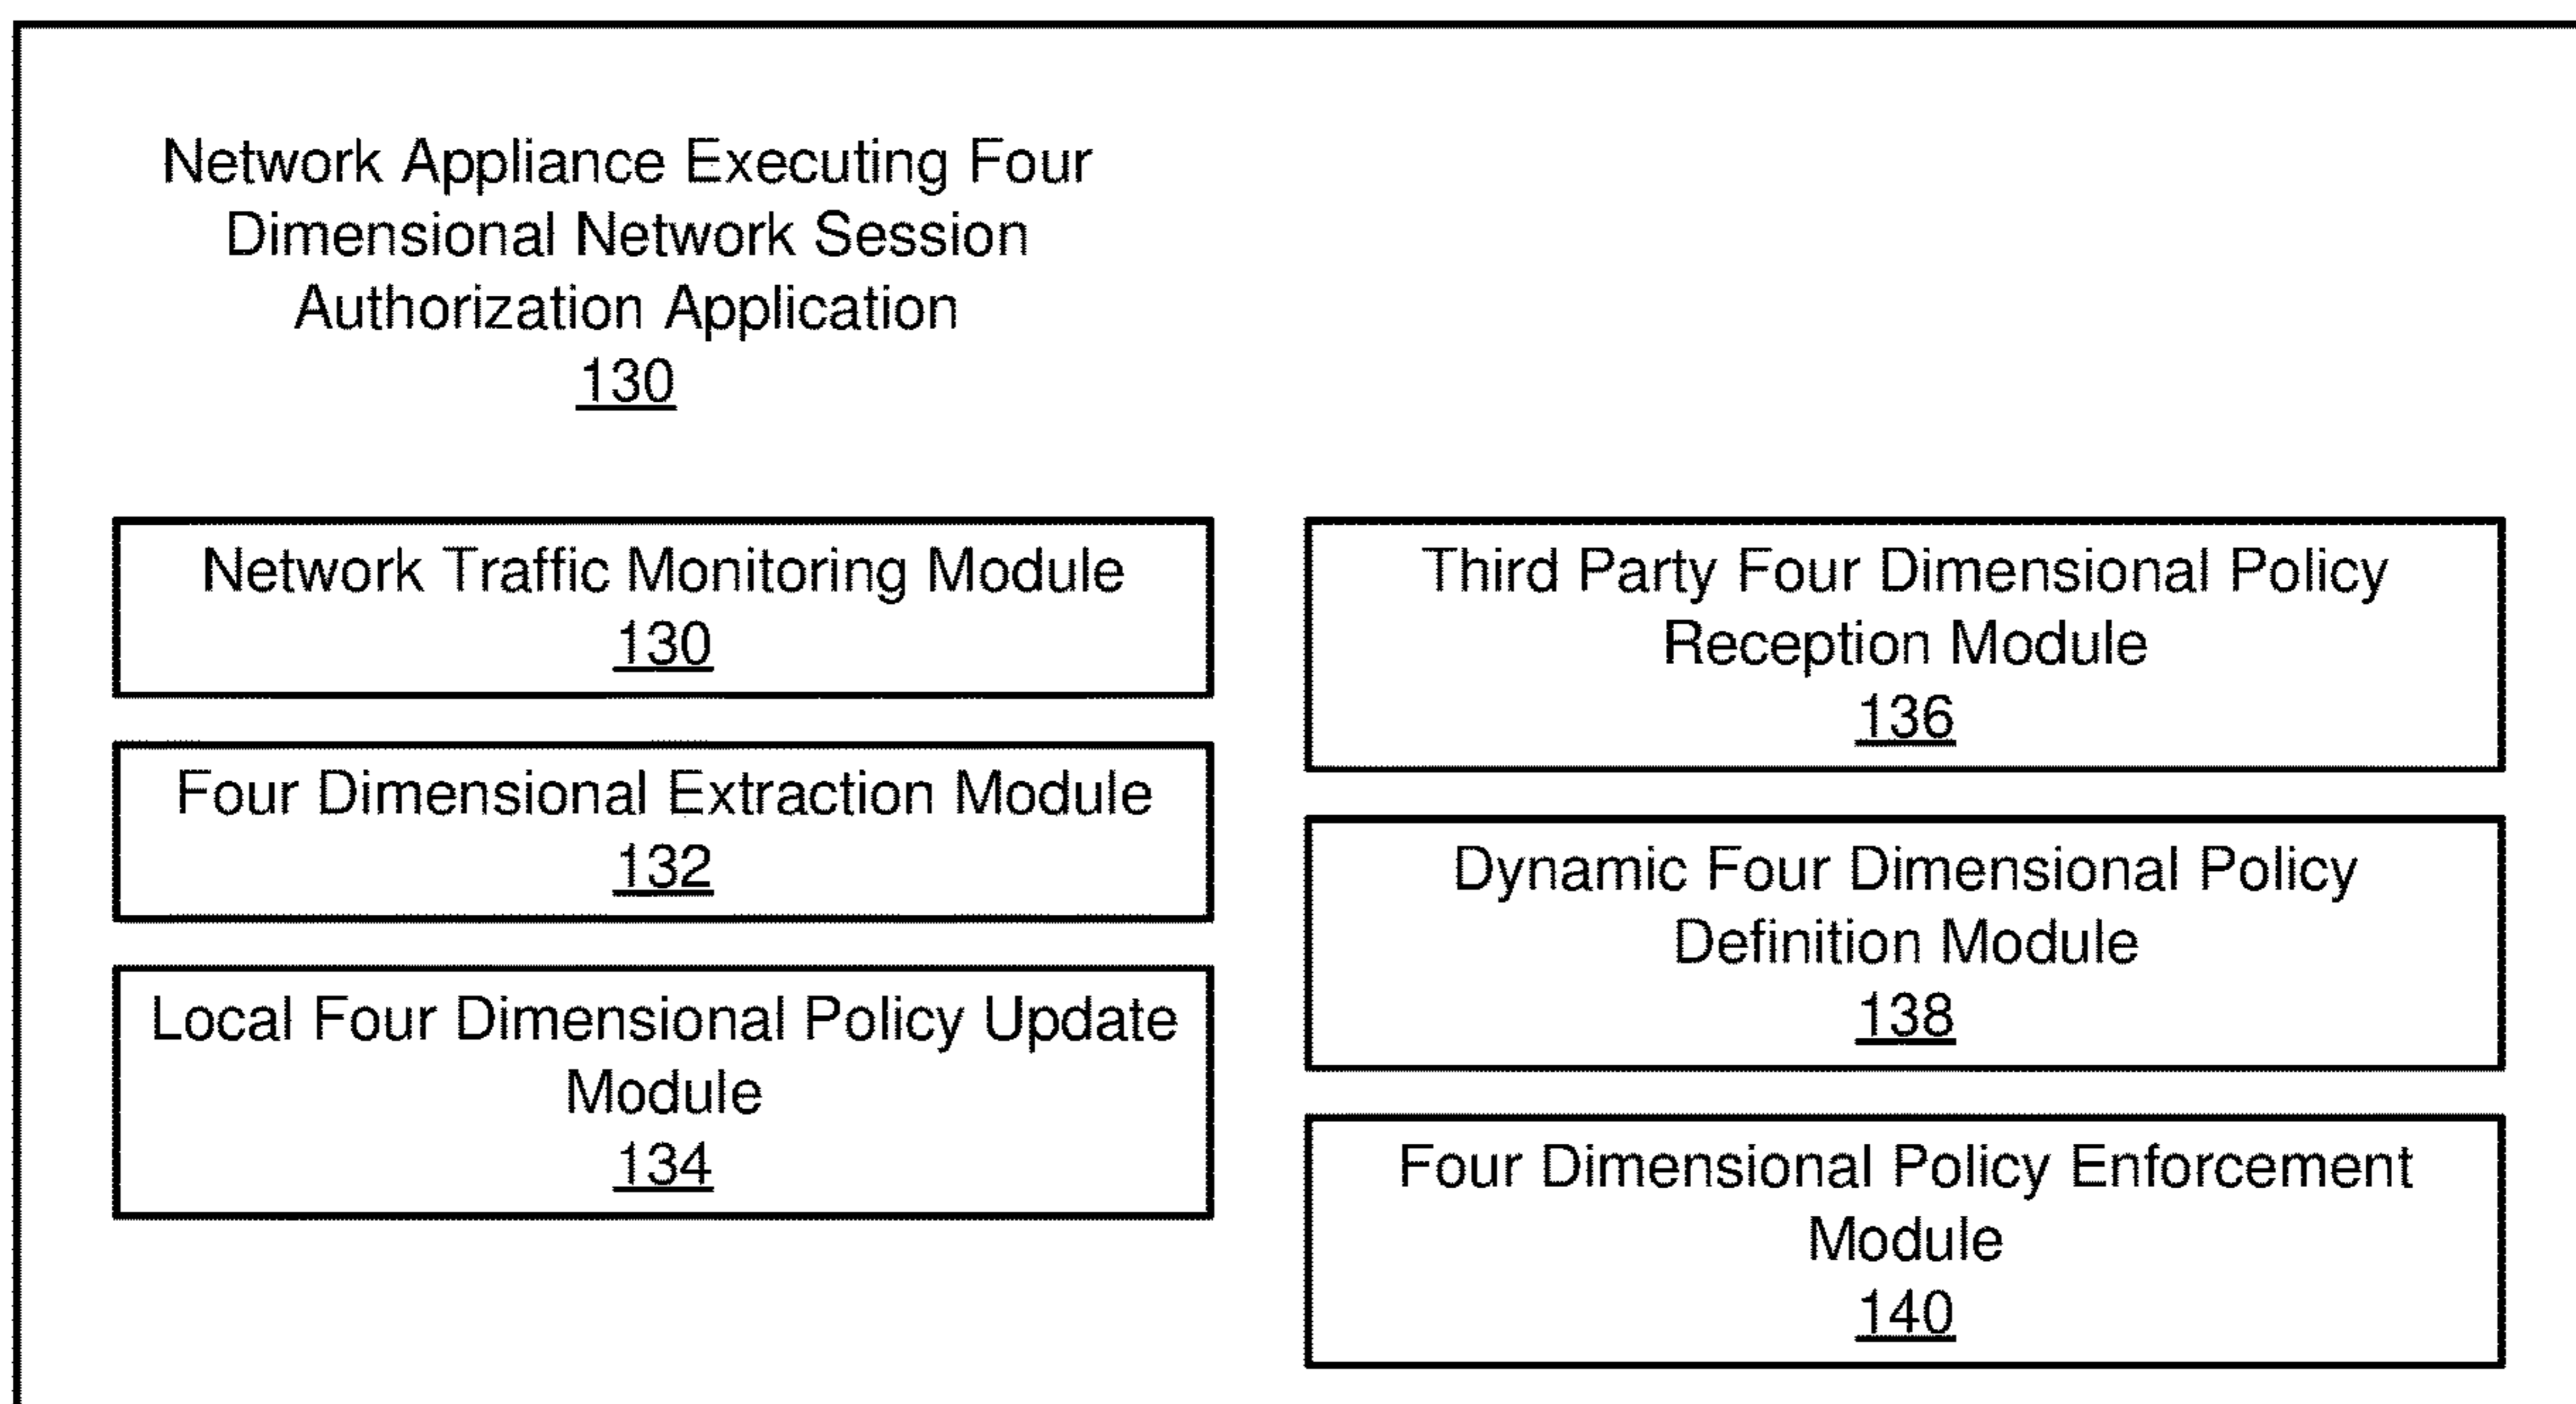 Network Appliance Executing Four
Dimensional Network Session
Authorization Application
130
Network Traffic Monitoring Module
130
Four Dimensional Extraction Module
132
Local Four Dimensional Policy Update
Module
134
Third Party Four Dimensional Policy
Reception Module
136
Dynamic Four Dimensional Policy
Definition Module
138
Four Dimensional Policy Enforcement
Module
140